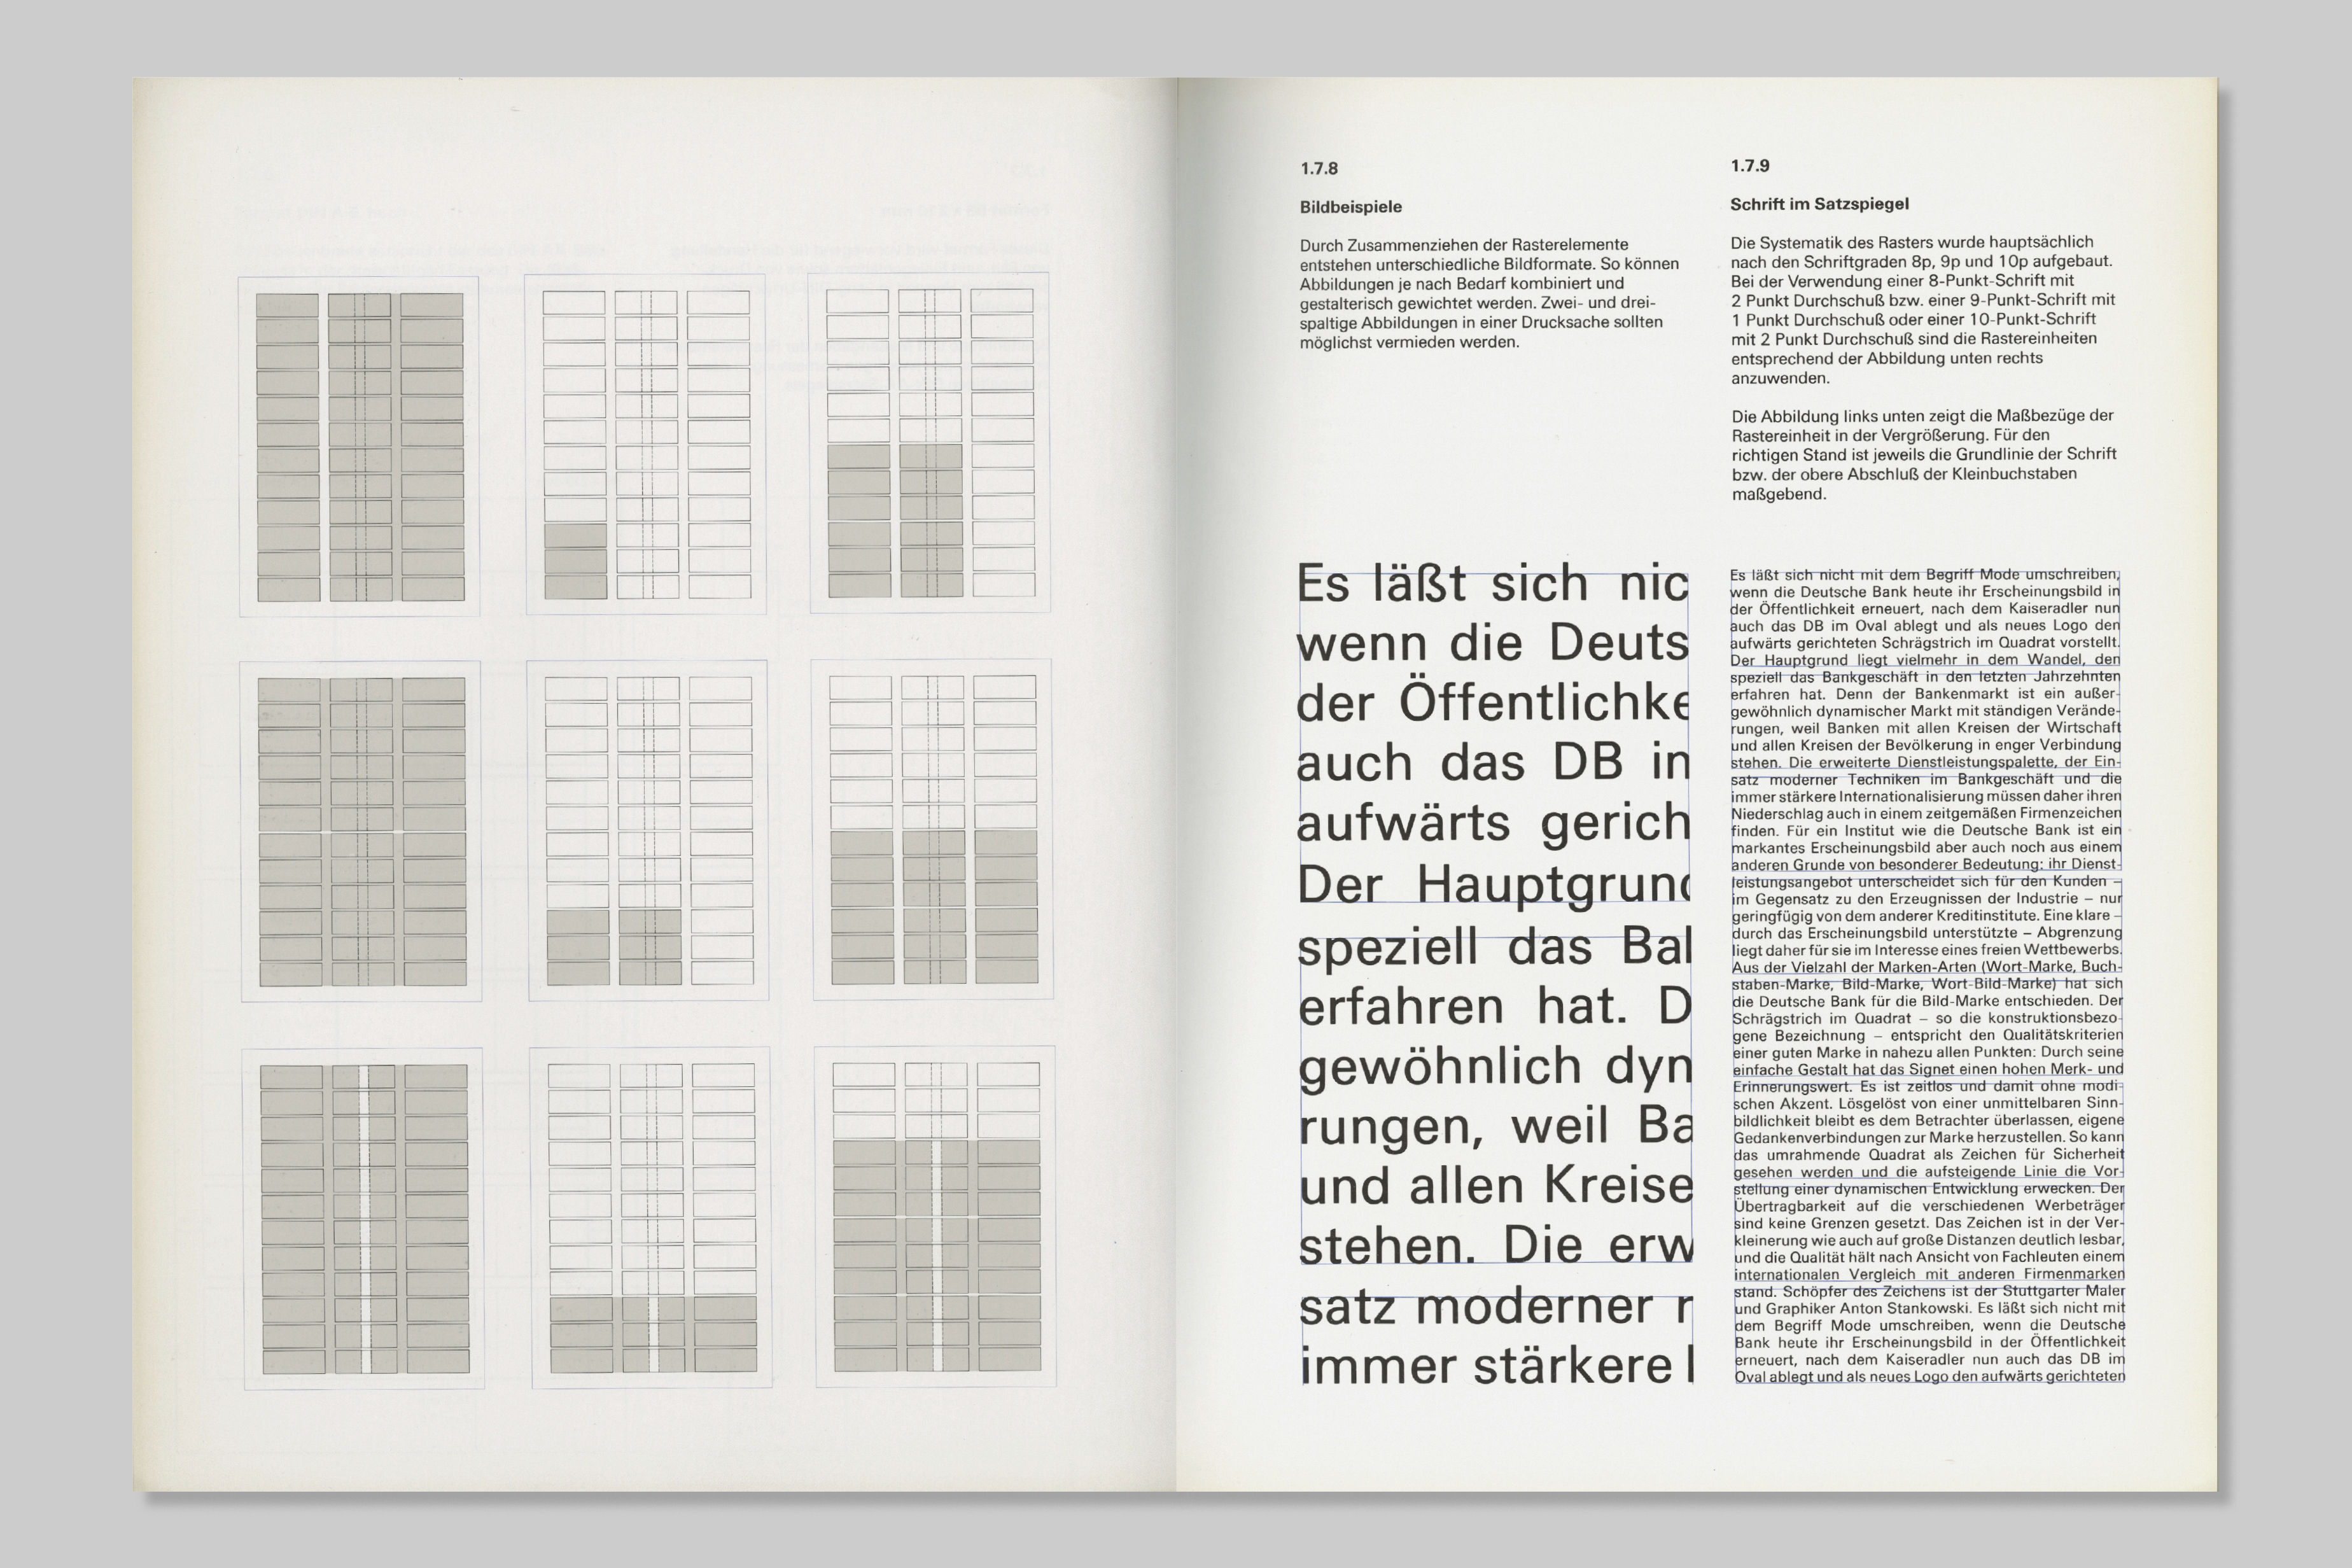 1.7.8
Bildbeispiele
Durch Zusammenziehen der Rasterelemente
entstehen unterschiedliche Bildformate. So können
Abbildungen je nach Bedarf kombiniert und
gestalterisch gewichtet werden. Zwei- und drei-
spaltige Abbildungen in einer Drucksache sollten
möglichst vermieden werden.
1.7.9
Schrift im Satzspiegel
Die Systematik des Rasters wurde hauptsächlich
nach den Schriftgraden 8p, 9p und 10p aufgebaut.
Bei der Verwendung einer 8-Punkt-Schrift mit
2 Punkt Durchschuß bzw. einer 9-Punkt-Schrift mit
1 Punkt Durchschuß oder einer 10-Punkt-Schrift
mit 2 Punkt Durchschuß sind die Rastereinheiten
entsprechend der Abbildung unten rechts
anzuwenden.
Die Abbildung links unten zeigt die Maßbezüge der
Rastereinheit in der Vergrößerung. Für den
richtigen Stand ist jeweils die Grundlinie der Schrift
bzw. der obere Abschluß der Kleinbuchstaben
maßgebend.
Es läßt sich nic
wenn die Deuts
der Öffentlichke
auch das DB in
aufwärts gerich
Der Hauptgrund
speziell das Bal
erfahren hat. D
gewöhnlich dyn
rungen, weil Ba
und allen Kreise
stehen. Die erw
satz moderner
immer stärkere
Es läßt sich nicht mit dem Begriff Mode umschreiben,
wenn die Deutsche Bank heute ihr Erscheinungsbild in
der Öffentlichkeit erneuert, nach dem Kaiseradler nun
auch das DB im Oval ablegt und als neues Logo den
aufwärts gerichteten Schrägstrich im Quadrat vorstellt.
Der Hauptgrund liegt vielmehr in dem Wandel, den
speziell das Bankgeschäft in den letzten Jahrzehnten
erfahren hat. Denn der Bankenmarkt ist ein außer-
gewöhnlich dynamischer Markt mit ständigen Verände-
rungen, weil Banken mit allen Kreisen der Wirtschaft
und allen Kreisen der Bevölkerung in enger Verbindung
stehen. Die erweiterte Dienstleistungspalette, der Ein-
satz moderner Techniken im Bankgeschäft und die
immer stärkere Internationalisierung müssen daher ihren
Niederschlag auch in einem zeitgemäßen Firmenzeichen
finden. Für ein Institut wie die Deutsche Bank ist ein
markantes Erscheinungsbild aber auch noch aus einem
anderen Grunde von besonderer Bedeutung: ihr Dienst-
leistungsangebot unterscheidet sich für den Kunden –
im Gegensatz zu den Erzeugnissen der Industrie – nur
geringfügig von dem anderer Kreditinstitute. Eine klare –
durch das Erscheinungsbild unterstützte – Abgrenzung
liegt daher für sie im Interesse eines freien Wettbewerbs.
Aus der Vielzahl der Marken-Arten (Wort-Marke, Buch-
staben-Marke, Bild-Marke, Wort-Bild-Marke) hat sich
die Deutsche Bank für die Bild-Marke entschieden. Der
Schrägstrich im Quadrat – so die konstruktionsbezo-
gene Bezeichnung – entspricht den Qualitätskriterien
einer guten Marke in nahezu allen Punkten: Durch seine
einfache Gestalt hat das Signet einen hohen Merk- und
Erinnerungswert. Es ist zeitlos und damit ohne modi-
schen Akzent. Lösgelöst von einer unmittelbaren Sinn-
bildlichkeit bleibt es dem Betrachter überlassen, eigene
Gedankenverbindungen zur Marke herzustellen. So kann
das umrahmende Quadrat als Zeichen für Sicherheit
gesehen werden und die aufsteigende Linie die Vor-
stellung einer dynamischen Entwicklung erwecken. Der
Übertragbarkeit auf die verschiedenen Werbeträger
sind keine Grenzen gesetzt. Das Zeichen ist in der Ver-
kleinerung wie auch auf große Distanzen deutlich lesbar,
und die Qualität hält nach Ansicht von Fachleuten einem
internationalen Vergleich mit anderen Firmenmarken
stand. Schöpfer des Zeichens ist der Stuttgarter Maler
und Graphiker Anton Stankowski. Es läßt sich nicht mit
dem Begriff Mode umschreiben, wenn die Deutsche
Bank heute ihr Erscheinungsbild in der Öffentlichkeit
erneuert, nach dem Kaiseradler nun auch das DB im
Oval ablegt und als neues Logo den aufwärts gerichteten